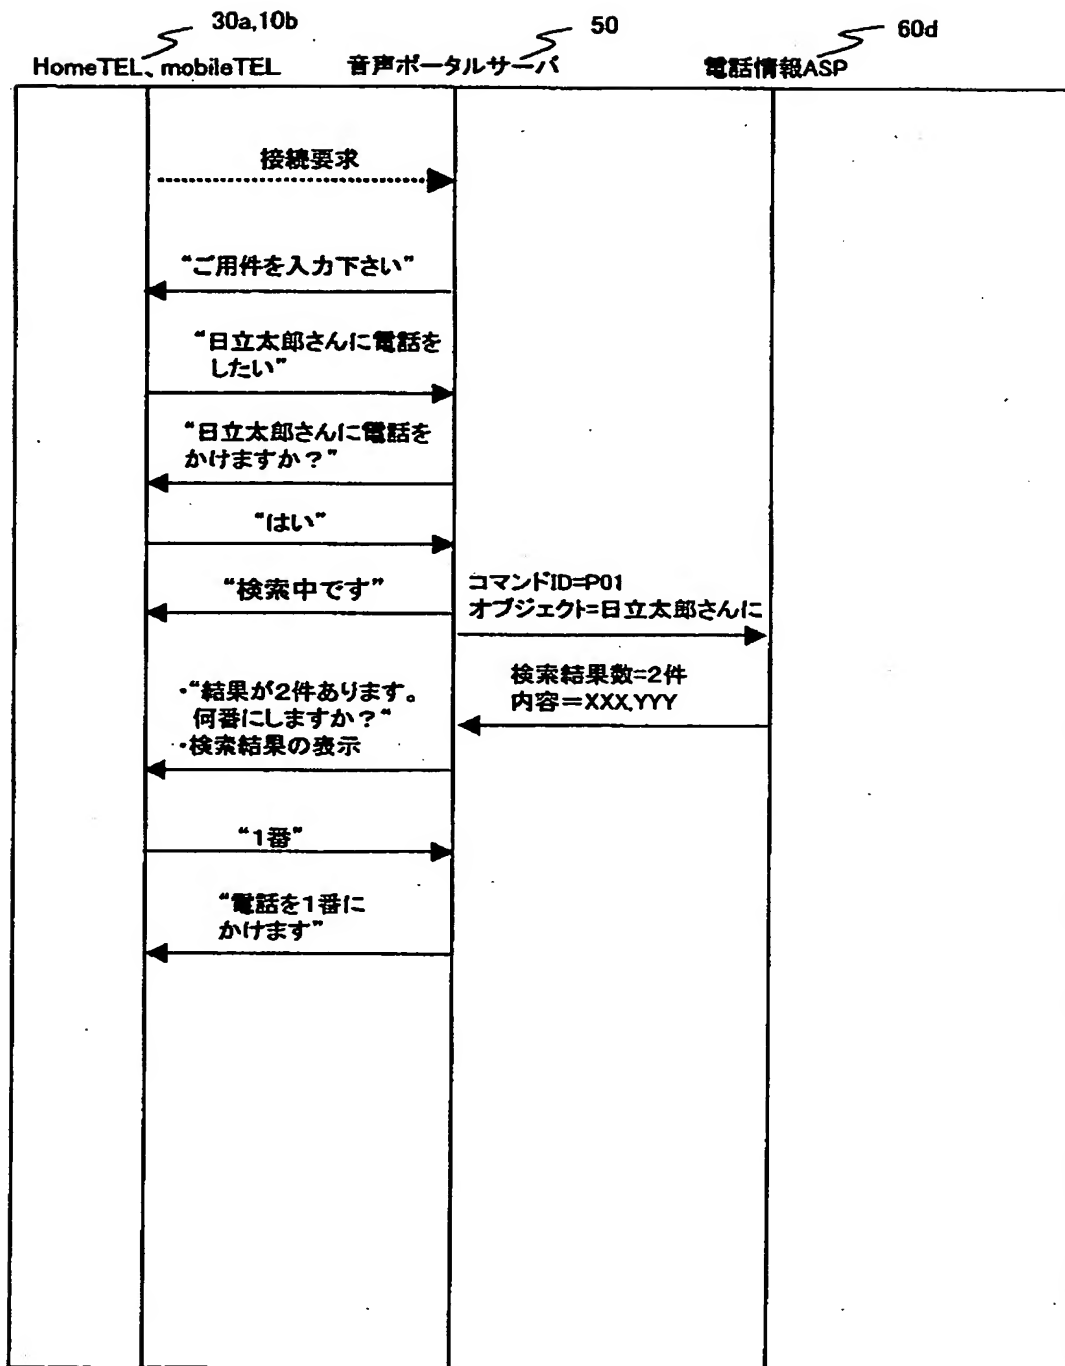 30a,10b
50
60d
HomeTEL、mobileTEL
音声ポータルサーバ
電話情報ASP
接続要求
“ご用件を入力下さい”
“日立太郎さんに電話を
したい”
“日立太郎さんに電話を
かけますか？”
“はい”
“検索中です”
コマンドID=P01
オブジェクト=日立太郎さんに
検索結果数=2件
内容＝XXX,YYY
・“結果が2件あります。
何番にしますか？“
・検索結果の表示
“1番”
“電話を1番に
かけます”